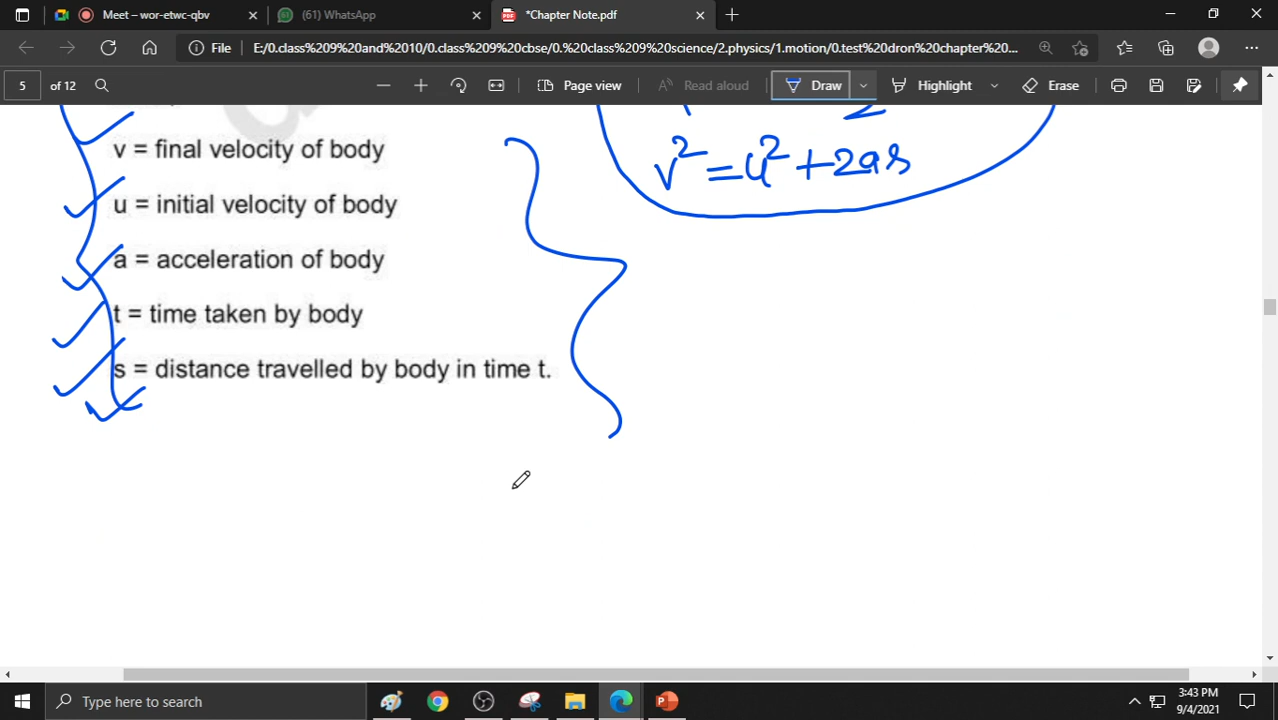 Meet – wor-etwc-qbv
(61) WhatsApp
*Chapter Note.pdf
File
E:/0.class%209%20and%2010/0.class%209%20cbse/0.%20class%209%20science/2.physics/1.motion/0.test%20dron%20chapter%20...
5 of 12
Page view
Read aloud
Draw
Highlight
Erase
2
v² = u² + 2as
v = final velocity of body
u = initial velocity of body
a = acceleration of body
t = time taken by body
s = distance travelled by body in time t.
Type here to search
3:43 PM
9/4/2021